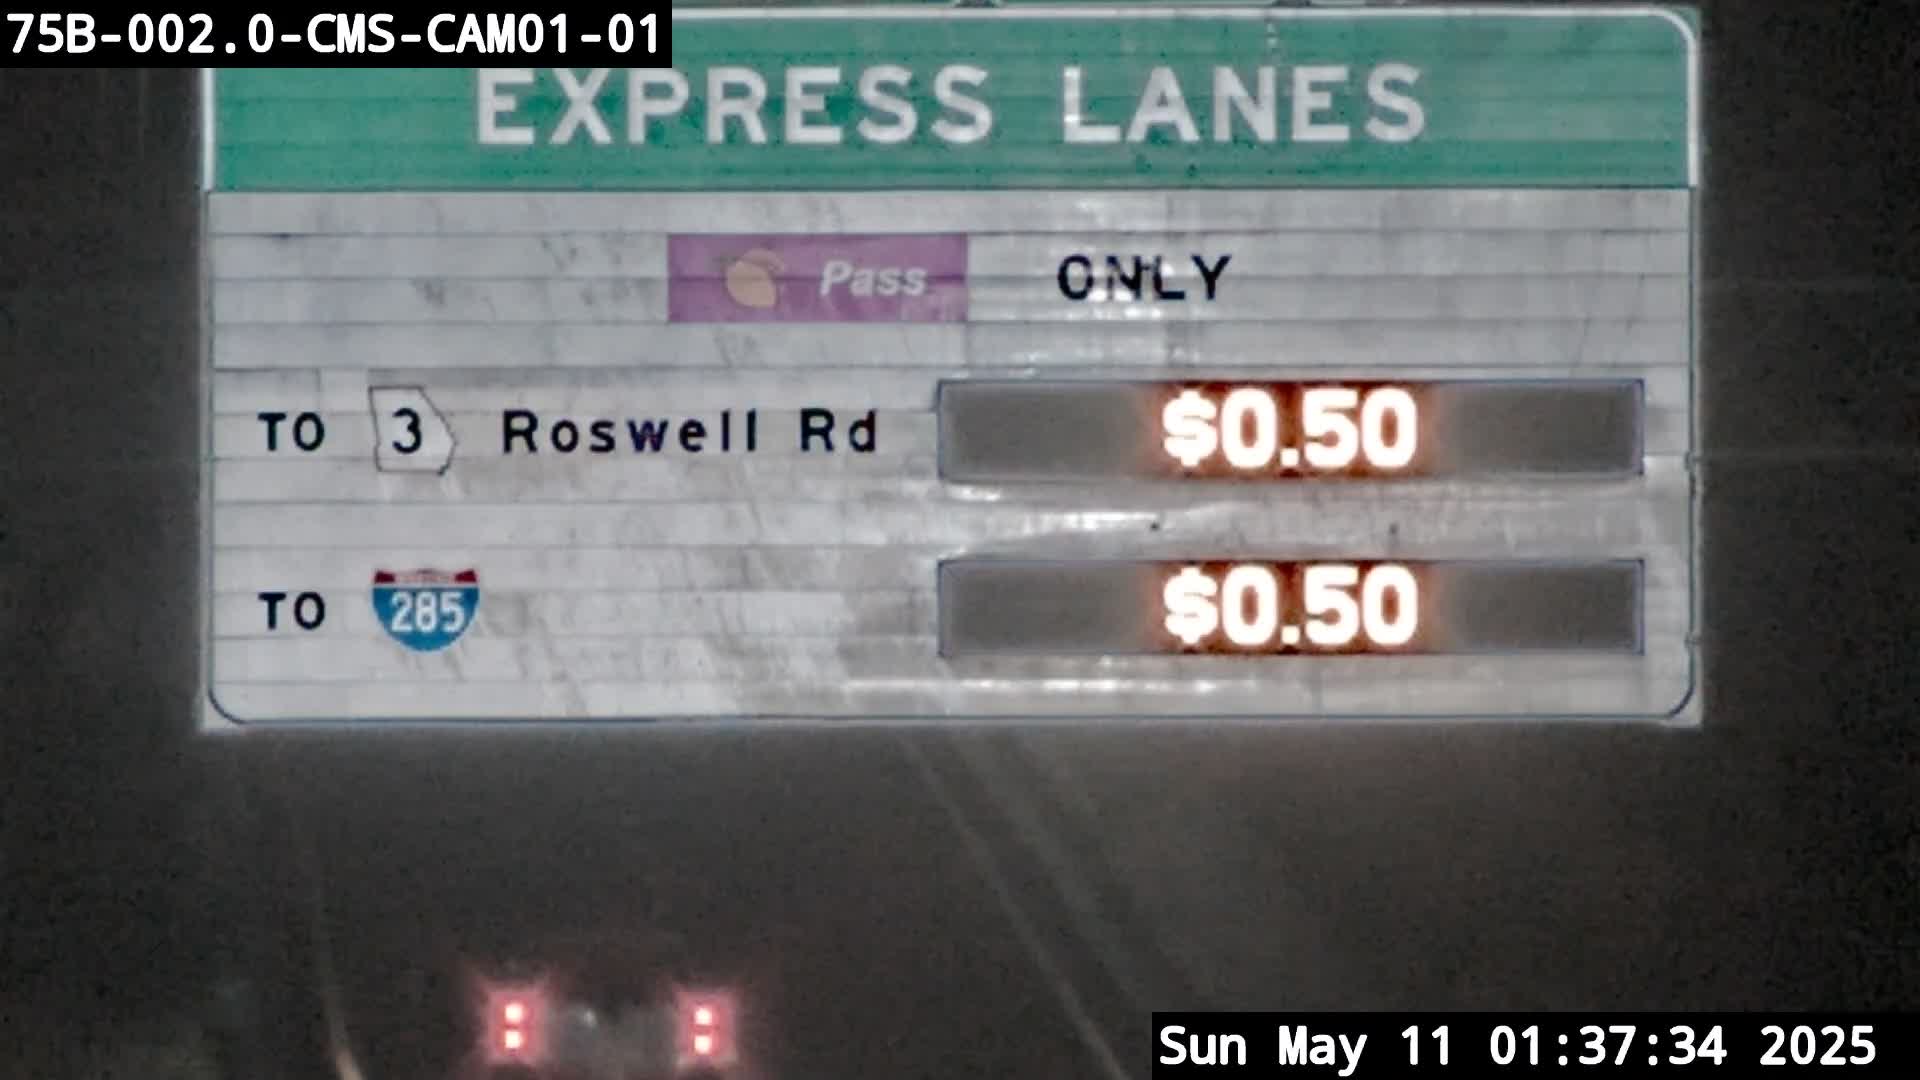 75B-002.0-CMS-CAM01-01
EXPRESS LANES
Pass ONLY
TO 3 Roswell Rd $0.50
TO 285 $0.50
Sun May 11 01:37:34 2025